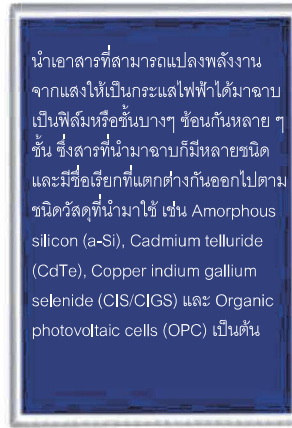 นำเอาสารที่สามารถแปลงพลังงาน
จากแสงให้เป็นกระแสไฟฟ้าได้มาฉาบ
เป็นฟิล์มหรือชั้นบางๆ ซ้อนกันหลาย ๆ
ชั้น ซึ่งสารที่นำมาฉาบก็มีหลายชนิด
และมีชื่อเรียกที่แตกต่างกันออกไปตาม
ชนิดวัสดุที่นำมาใช้ เช่น Amorphous
silicon (a-Si), Cadmium telluride
(CdTe), Copper indium gallium
selenide (CIS/CIGS) และ Organic
photovoltaic cells (OPC) เป็นต้น